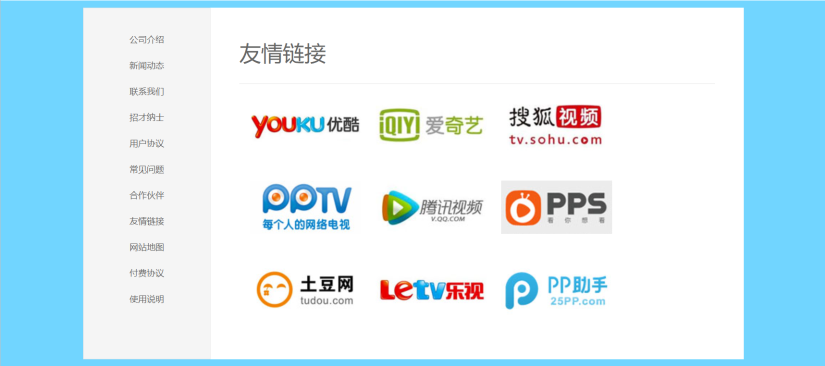 公司介绍
新闻动态
联系我们
招才纳士
用户协议
常见问题
合作伙伴
友情链接
网站地图
付费协议
使用说明
友情链接
YOUKU优酷
iQIYI 爱奇艺
搜狐视频
tv.sohu.com
PPTV
每个人的网络电视
腾讯视频
V.QQ.COM
PPS
看你想看
土豆网
tudou.com
Letv乐视
PP助手
25PP.com